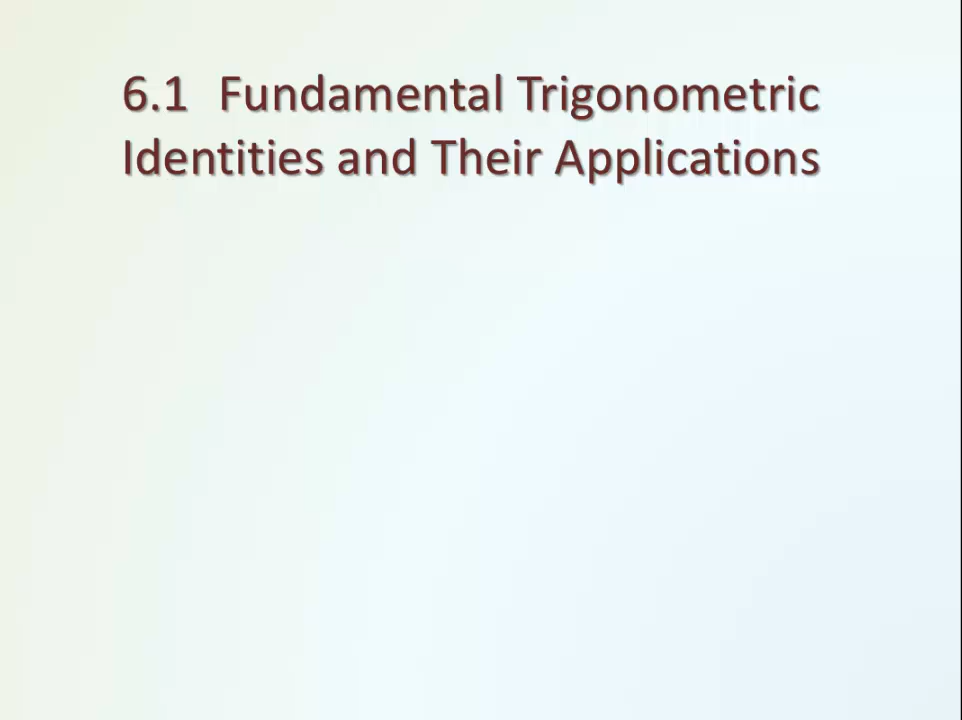 6.1 Fundamental Trigonometric
Identities and Their Applications